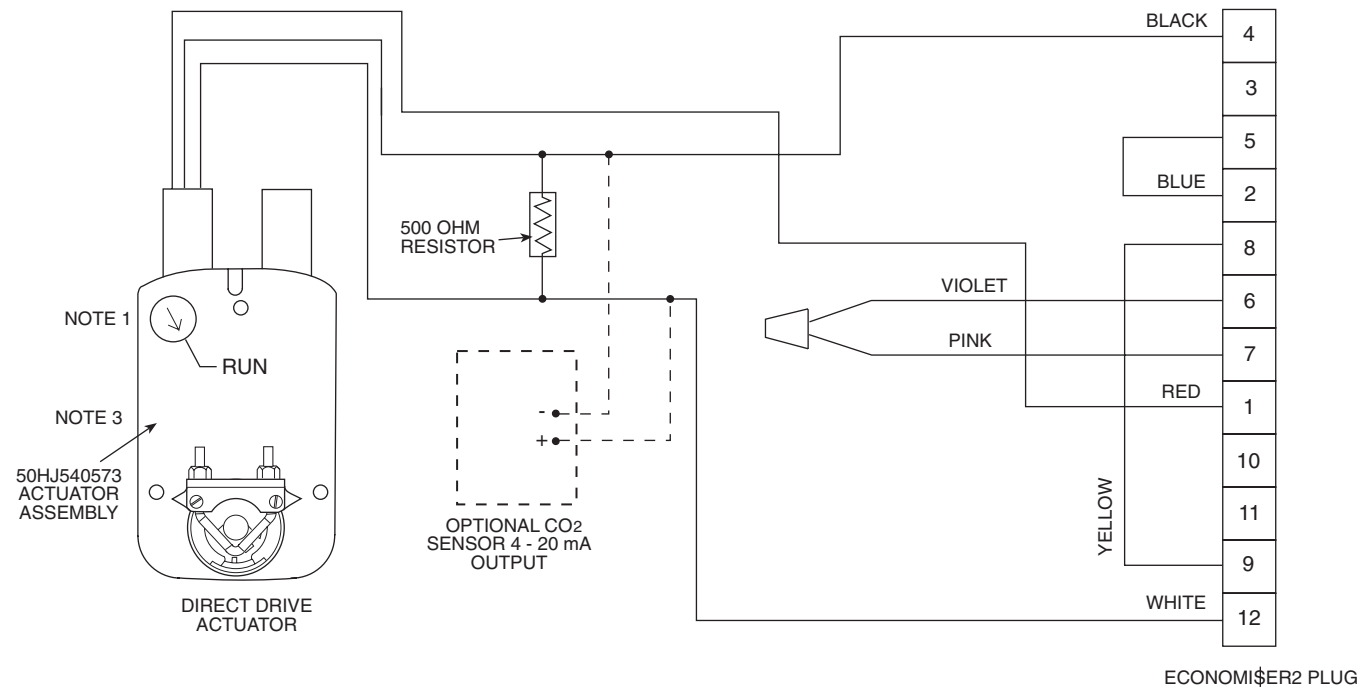 BLACK
4
3
5
BLUE
2
500 OHM
RESISTOR
8
VIOLET
6
NOTE 1
RUN
PINK
7
RED
1
NOTE 3
-
+
10
50HJ540573
ACTUATOR
ASSEMBLY
YELLOW
11
OPTIONAL CO2
SENSOR 4 - 20 mA
OUTPUT
9
WHITE
12
DIRECT DRIVE
ACTUATOR
ECONOMI$ER2 PLUG